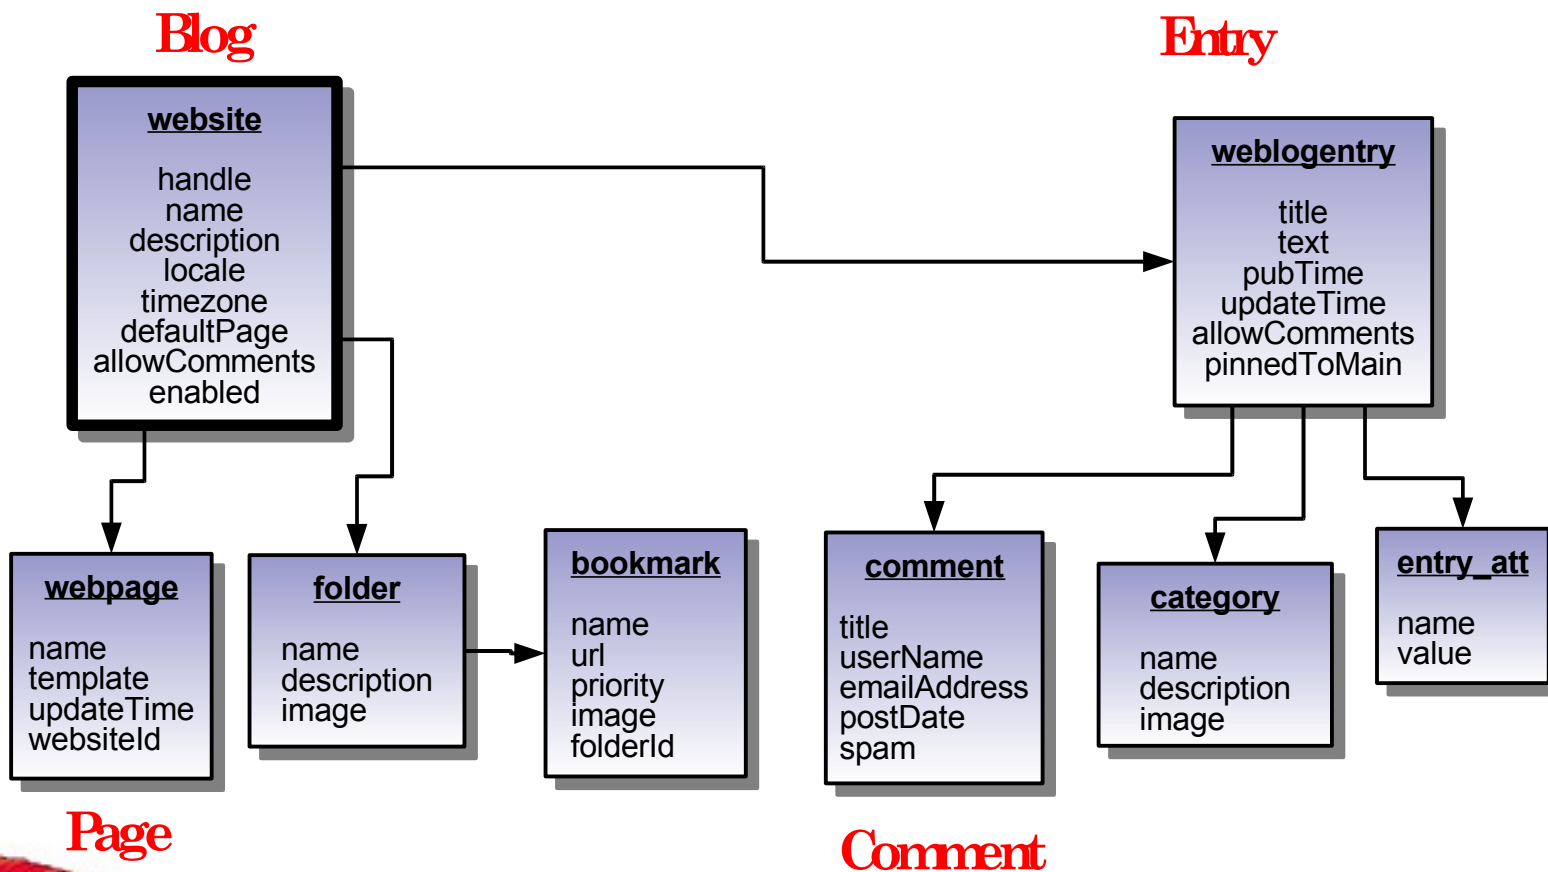 Blog
Entry
website
handle
name
description
locale
timezone
defaultPage
allowComments
enabled
weblogentry
title
text
pubTime
updateTime
allowComments
pinnedToMain
webpage
name
template
updateTime
websiteId
folder
name
description
image
bookmark
name
url
priority
image
folderId
comment
title
userName
emailAddress
postDate
spam
category
name
description
image
entry_att
name
value
Page
Comment